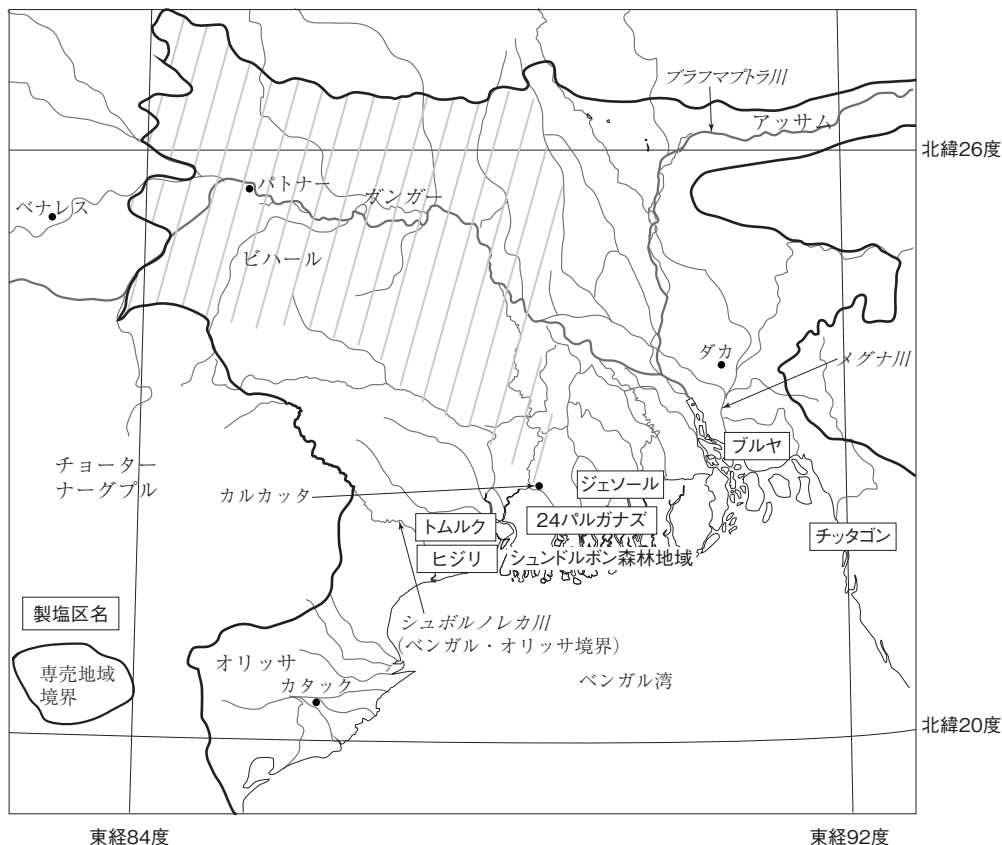 ブラフマプトラ川
アッサム
北緯26度
パトナー
ガンガー
ベナレス
ビハール
ダカ
メグナ川
ブルヤ
チョーター
ナーグプル
カルカッタ
ジェソール
トムルク
24パルガナズ
チッタゴン
ヒジリ
シュンドルボン森林地域
製塩区名
シュボルノレカ川
(ベンガル・オリッサ境界)
専売地域
境界
オリッサ
カタック
ベンガル湾
北緯20度
東経84度
東経92度